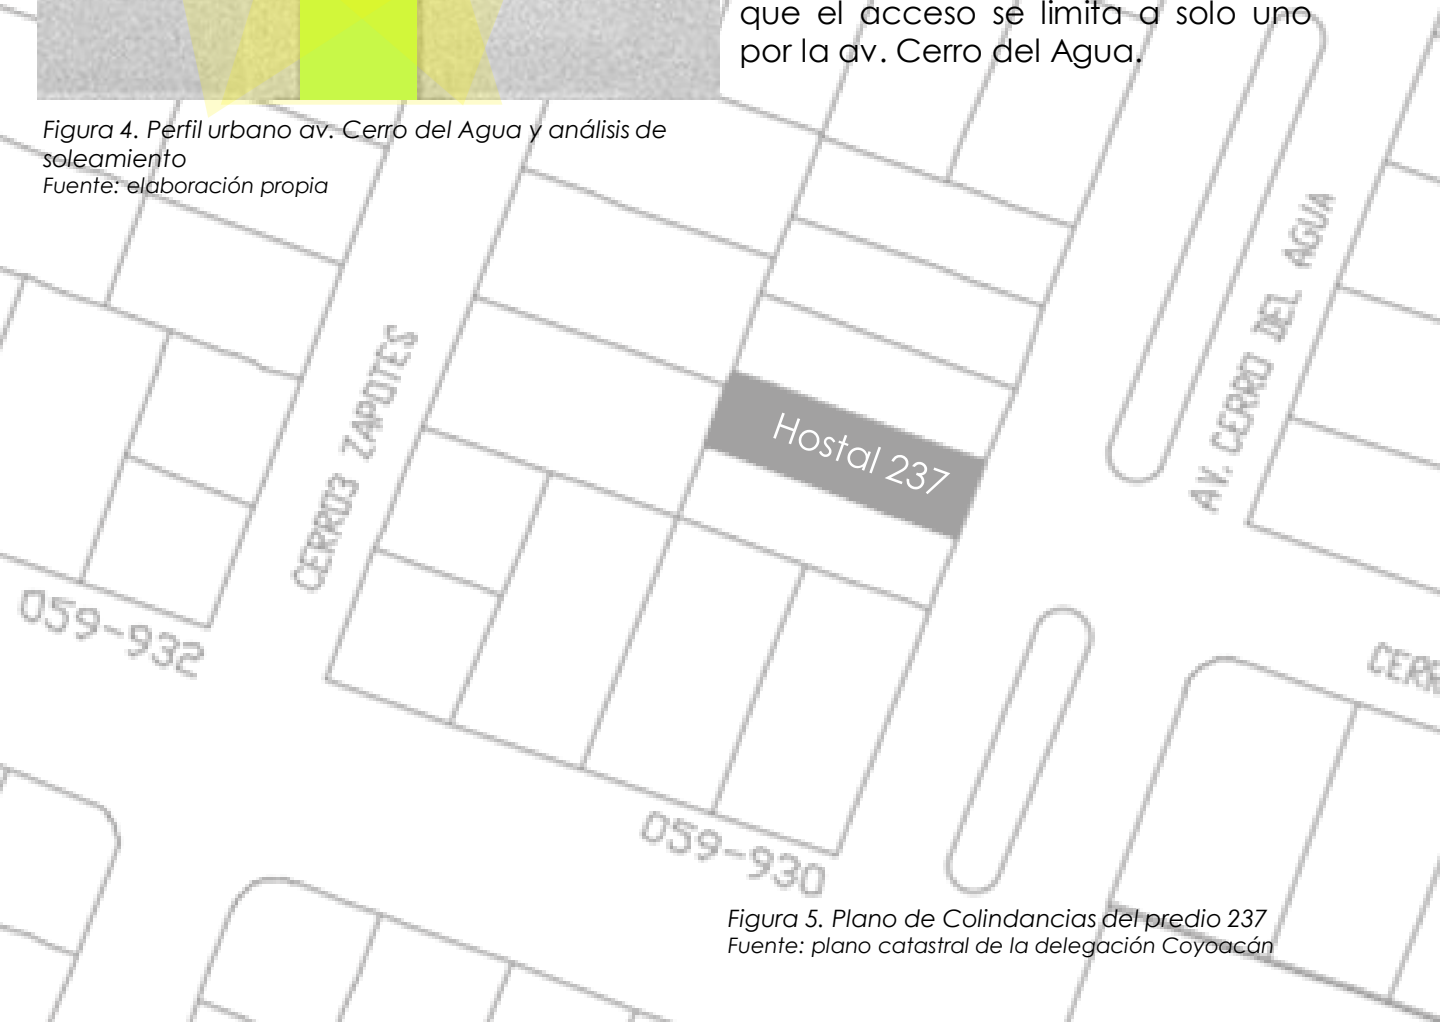 que el acceso se limita a solo uno
por la av. Cerro del Agua.
Figura 4. Perfil urbano av. Cerro del Agua y análisis de
soleamiento
Fuente: elaboración propia
AV. CERRO DEL AGUA
CERRO3 ZAPOTES
Hostal 237
059-932
CERR
059-930
Figura 5. Plano de Colindancias del predio 237
Fuente: plano catastral de la delegación Coyoacán